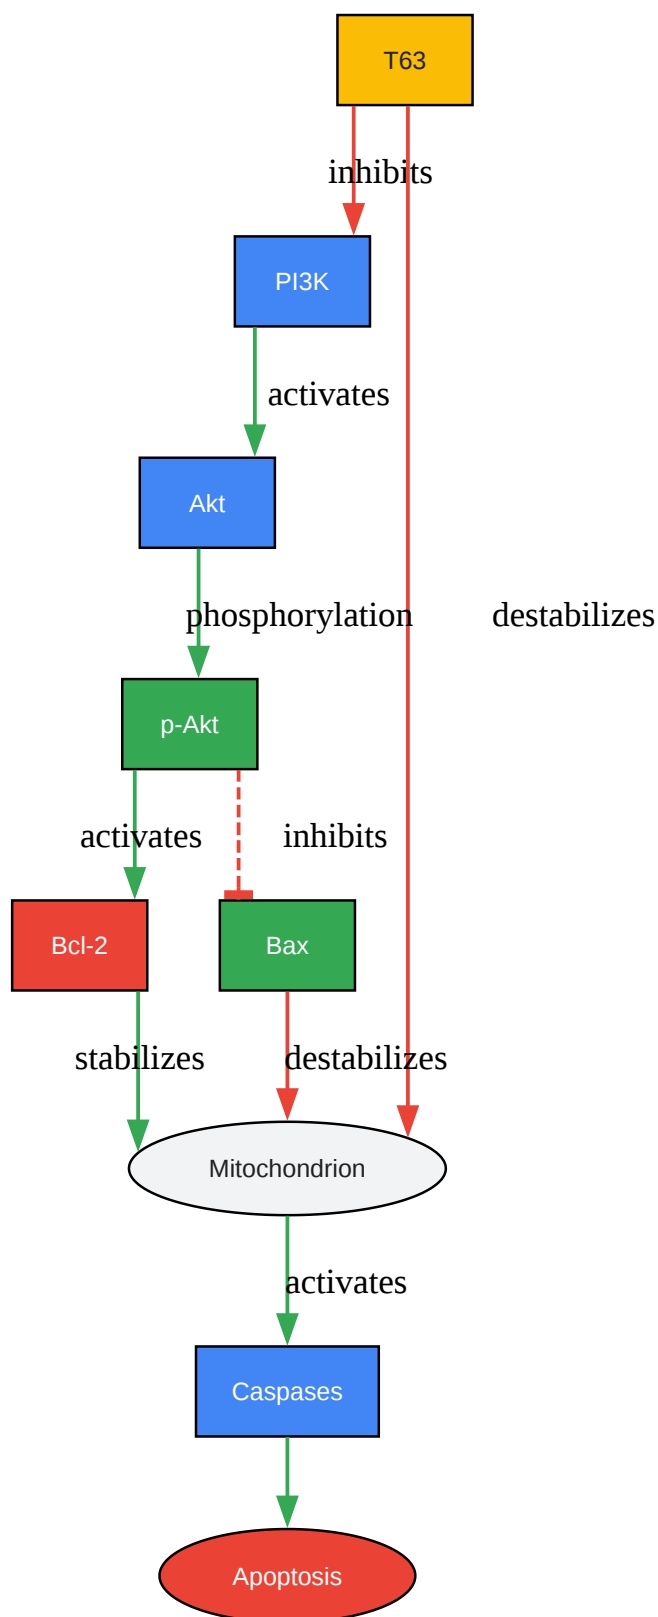 T63
inhibits
PI3K
activates
Akt
phosphorylation
destabilizes
p-Akt
activates
inhibits
Bcl-2
Bax
stabilizes
destabilizes
Mitochondrion
activates
Caspases
Apoptosis